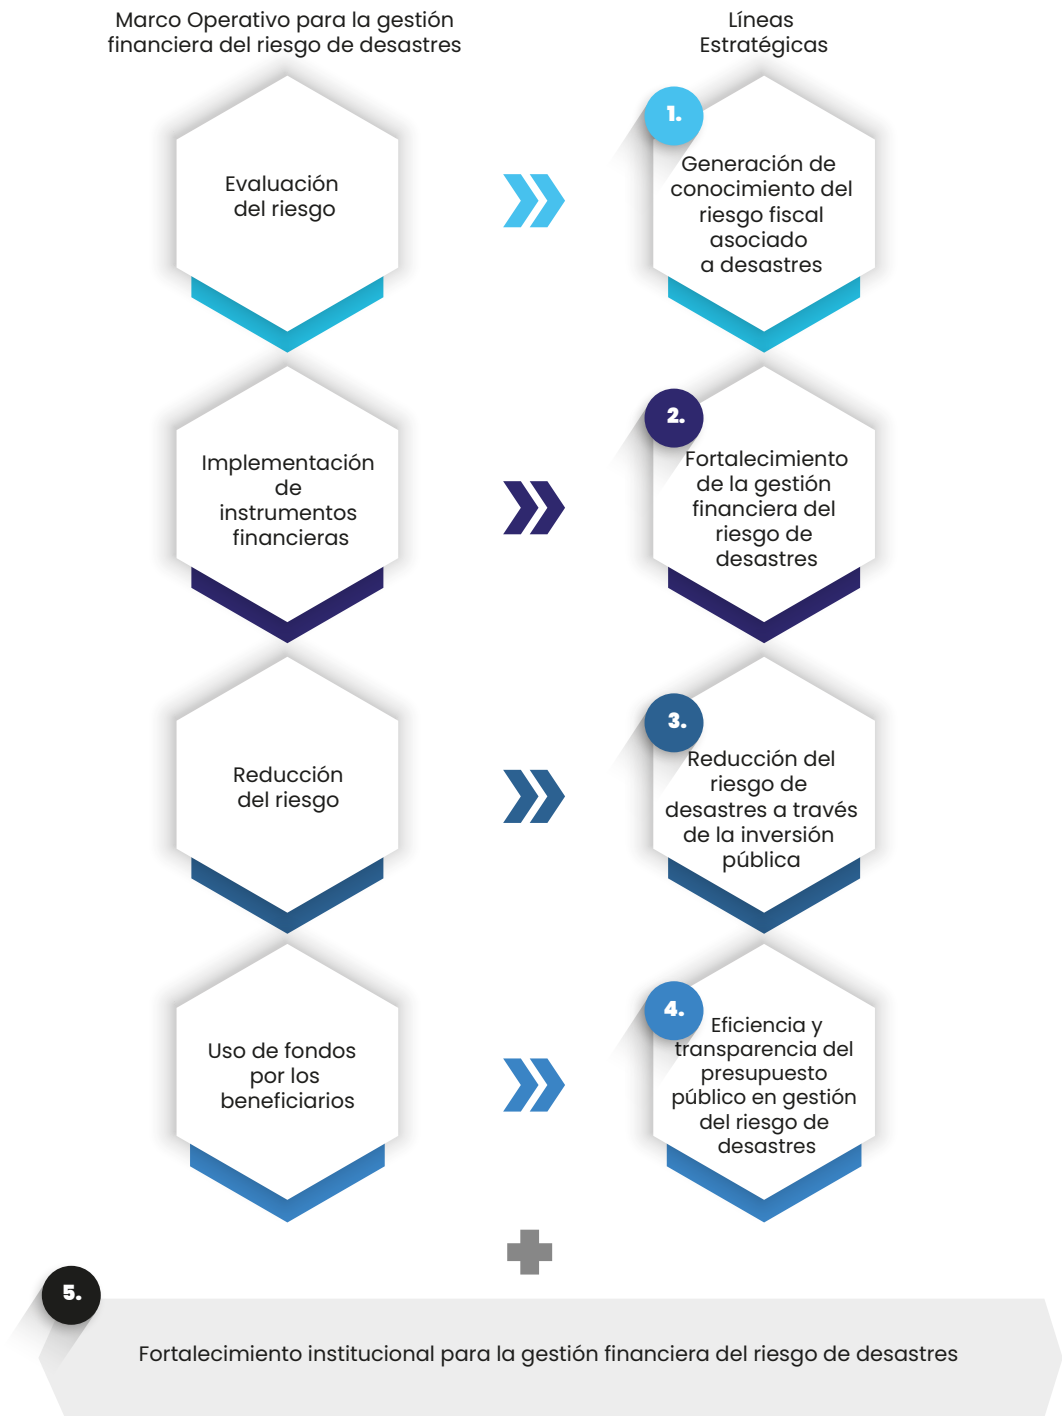 Marco Operativo para la gestión
financiera del riesgo de desastres
Líneas
Estratégicas
Evaluación
del riesgo
1.
Generación de
conocimiento del
riesgo fiscal
asociado
a desastres
Implementación
de
instrumentos
financieras
2.
Fortalecimiento
de la gestión
financiera del
riesgo de
desastres
Reducción
del riesgo
3.
Reducción del
riesgo de
desastres a través
de la inversión
pública
Uso de fondos
por los
beneficiarios
4.
Eficiencia y
transparencia del
presupuesto
público en gestión
del riesgo de
desastres
5.
Fortalecimiento institucional para la gestión financiera del riesgo de desastres